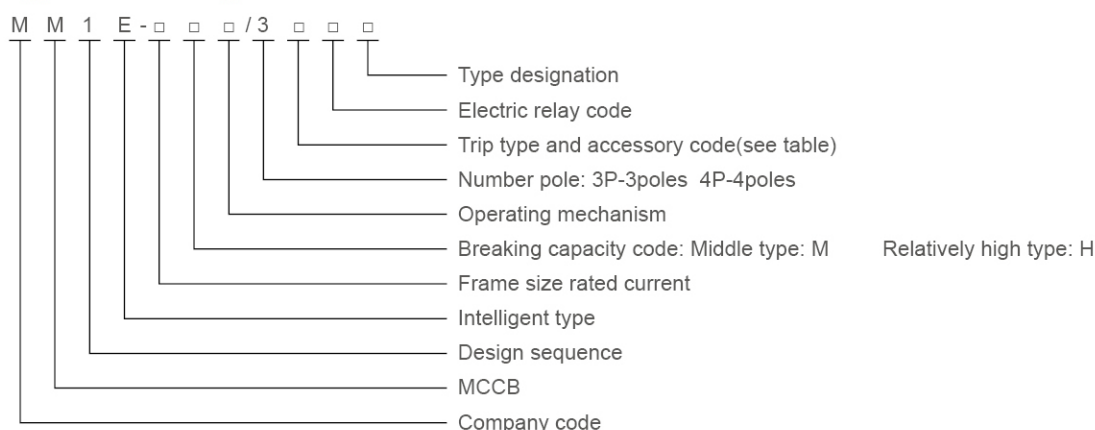 M M 1 E - □ □ □ / 3 □ □ □
Type designation
Electric relay code
Trip type and accessory code(see table)
Number pole: 3P-3poles 4P-4poles
Operating mechanism
Breaking capacity code: Middle type: M Relatively high type: H
Frame size rated current
Intelligent type
Design sequence
MCCB
Company code